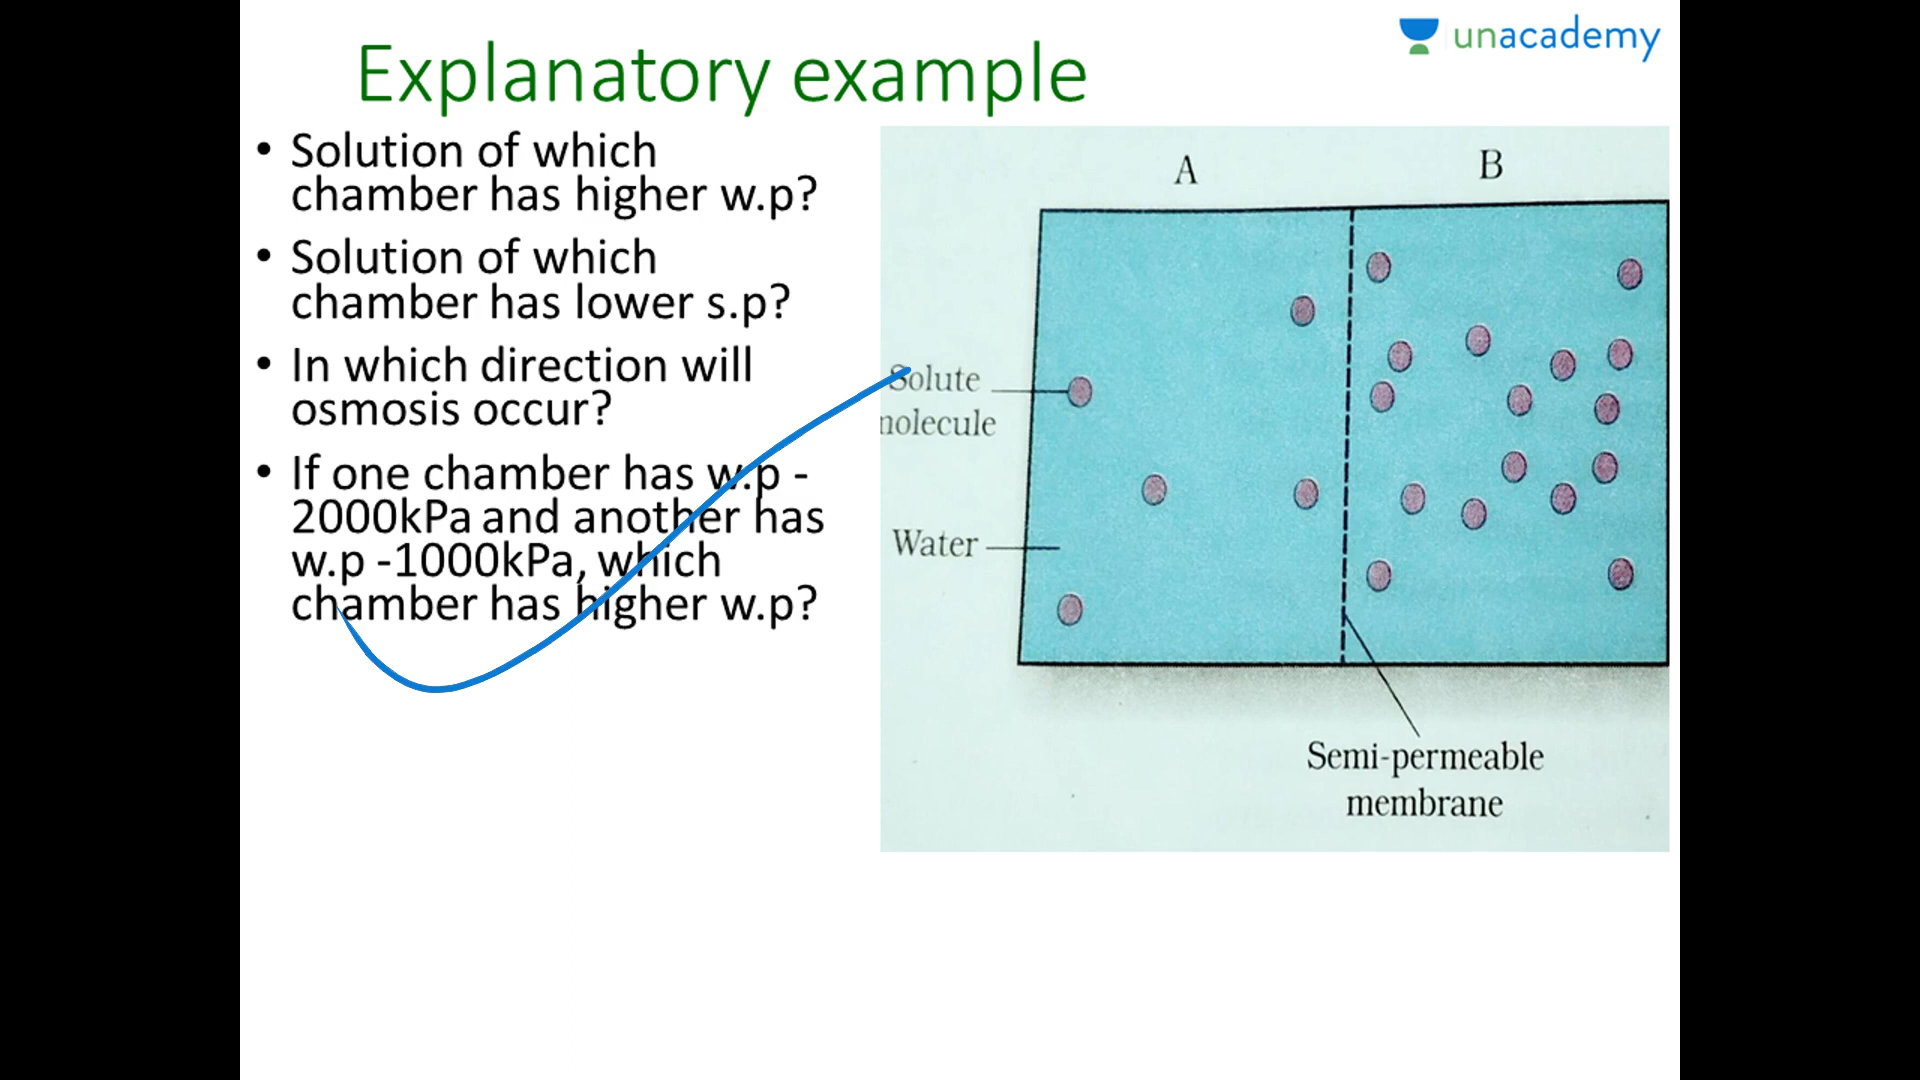 unacademy
Explanatory example
• Solution of which
chamber has higher w.p?
• Solution of which
chamber has lower s.p?
• In which direction will
osmosis occur?
• If one chamber has w.p -
2000kPa and another has
w.p -1000kPa, which
chamber has higher w.p?
A
B
Solute
nolecule
Water
Semi-permeable
membrane